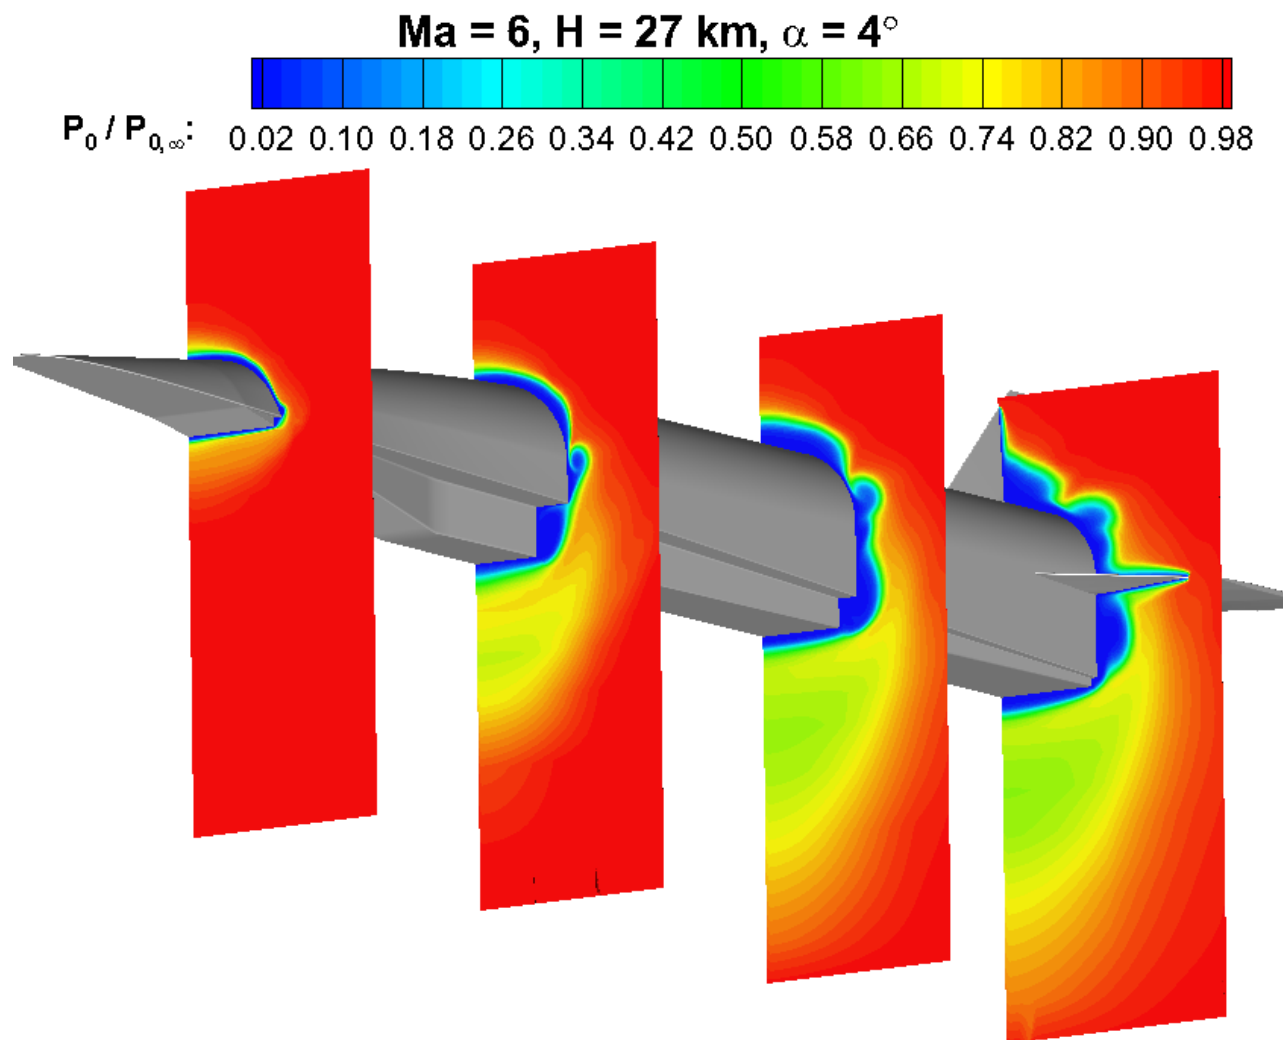 Ma = 6, H = 27 km, α = 4°
P₀ / P₀,∞: 0.02 0.10 0.18 0.26 0.34 0.42 0.50 0.58 0.66 0.74 0.82 0.90 0.98